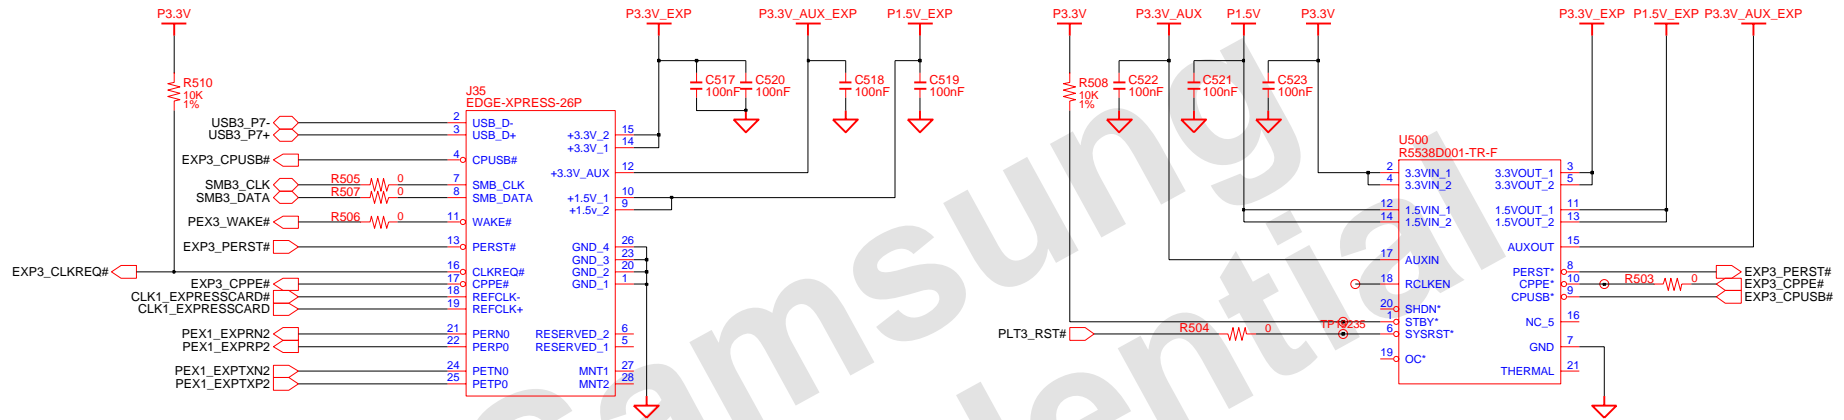 P3.3V
P3.3V_EXP
P3.3V_AUX_EXP
P1.5V_EXP
P3.3V
P3.3V_AUX
P1.5V
P3.3V
P3.3V_EXP
P1.5V_EXP
P3.3V_AUX_EXP
R510
10K
1%
J35
EDGE-XPRESS-26P
C517
100nF
C520
100nF
C518
100nF
C519
100nF
R508
10K
1%
C522
100nF
C521
100nF
C523
100nF
USB3_P7- 2 USB_D-
USB3_P7+ 3 USB_D+
EXP3_CPUSB# 4 CPUSB#
SMB3_CLK R505 0 7 SMB_CLK
SMB3_DATA R507 0 8 SMB_DATA
PEX3_WAKE# R506 0 11 WAKE#
EXP3_PERST# 13 PERST#
EXP3_CLKREQ# 16 CLKREQ#
EXP3_CPPE# 17 CPPE#
CLK1_EXPRESSCARD# 18 REFCLK-
CLK1_EXPRESSCARD 19 REFCLK+
PEX1_EXPRN2 21 PERN0
PEX1_EXPRP2 22 PERP0
PEX1_EXPTXN2 24 PETN0
PEX1_EXPTXP2 25 PETP0
+3.3V_2 15
+3.3V_1 14
+3.3V_AUX 12
+1.5V_1 10
+1.5v_2 9
GND_4 26
GND_3 23
GND_2 20
GND_1 1
RESERVED_2 6
RESERVED_1 5
MNT1 27
MNT2 28
U500
R5538D001-TR-F
2 3.3VIN_1
4 3.3VIN_2
12 1.5VIN_1
14 1.5VIN_2
17 AUXIN
18 RCLKEN
20 SHDN*
1 STBY*
PLT3_RST# R504 0 6 SYSRST*
19 OC*
3.3VOUT_1 3
3.3VOUT_2 5
1.5VOUT_1 11
1.5VOUT_2 13
AUXOUT 15
PERST* 8 EXP3_PERST#
CPPE* 10 R503 0 EXP3_CPPE#
CPUSB* 9 EXP3_CPUSB#
NC_5 16
GND 7
THERMAL 21
Samsung